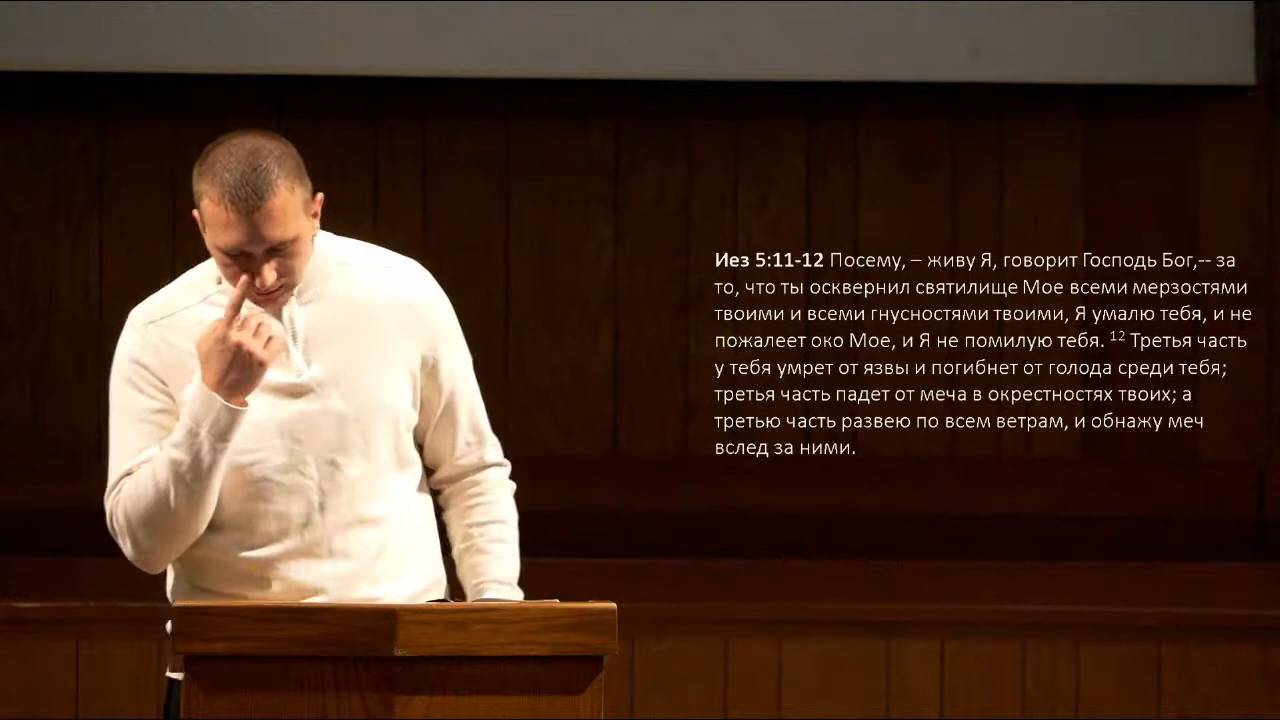 Иез 5:11-12 Посему, – живу Я, говорит Господь Бог,-- за
то, что ты осквернил святилище Мое всеми мерзостями
твоими и всеми гнусностями твоими, Я умалю тебя, и не
пожалеет око Мое, и Я не помилую тебя. ¹² Третья часть
у тебя умрет от язвы и погибнет от голода среди тебя;
третья часть падет от меча в окрестностях твоих; а
третью часть развею по всем ветрам, и обнажу меч
вслед за ними.